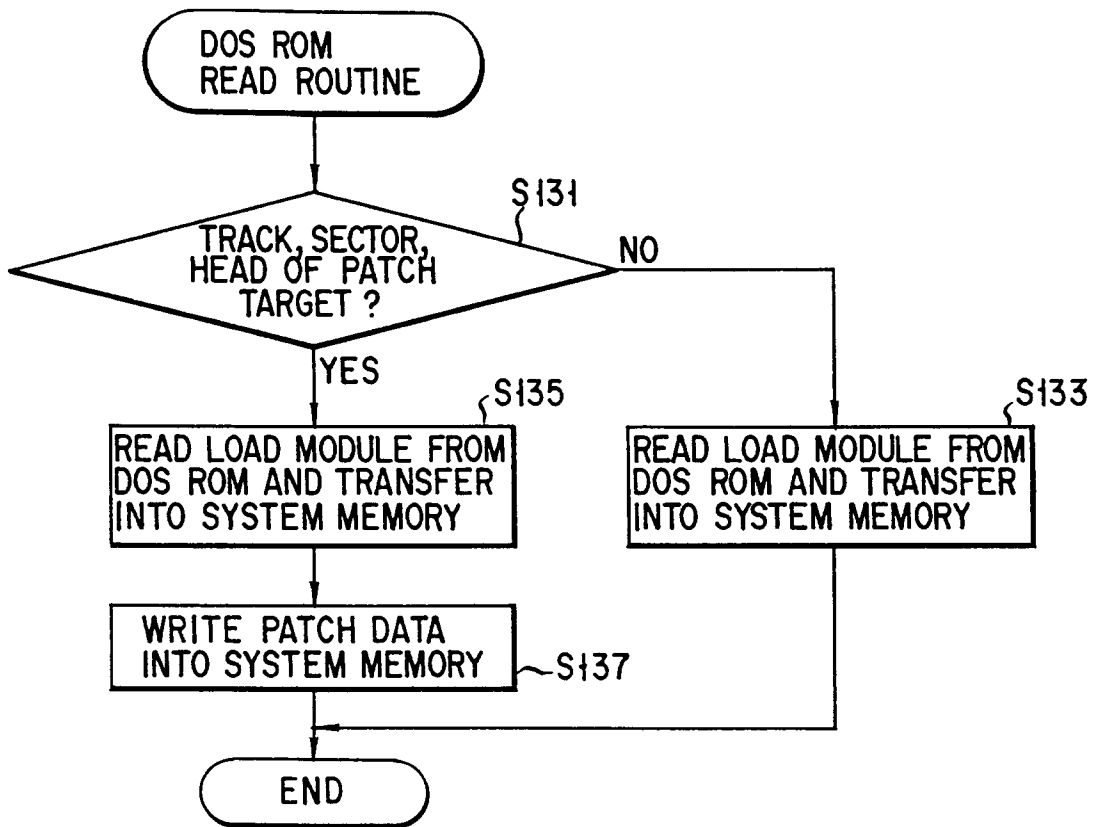 DOS ROM
READ ROUTINE
S131
TRACK, SECTOR,
HEAD OF PATCH
TARGET ?
NO
YES
S135
READ LOAD MODULE FROM
DOS ROM AND TRANSFER
INTO SYSTEM MEMORY
S133
READ LOAD MODULE FROM
DOS ROM AND TRANSFER
INTO SYSTEM MEMORY
WRITE PATCH DATA
INTO SYSTEM MEMORY
S137
END